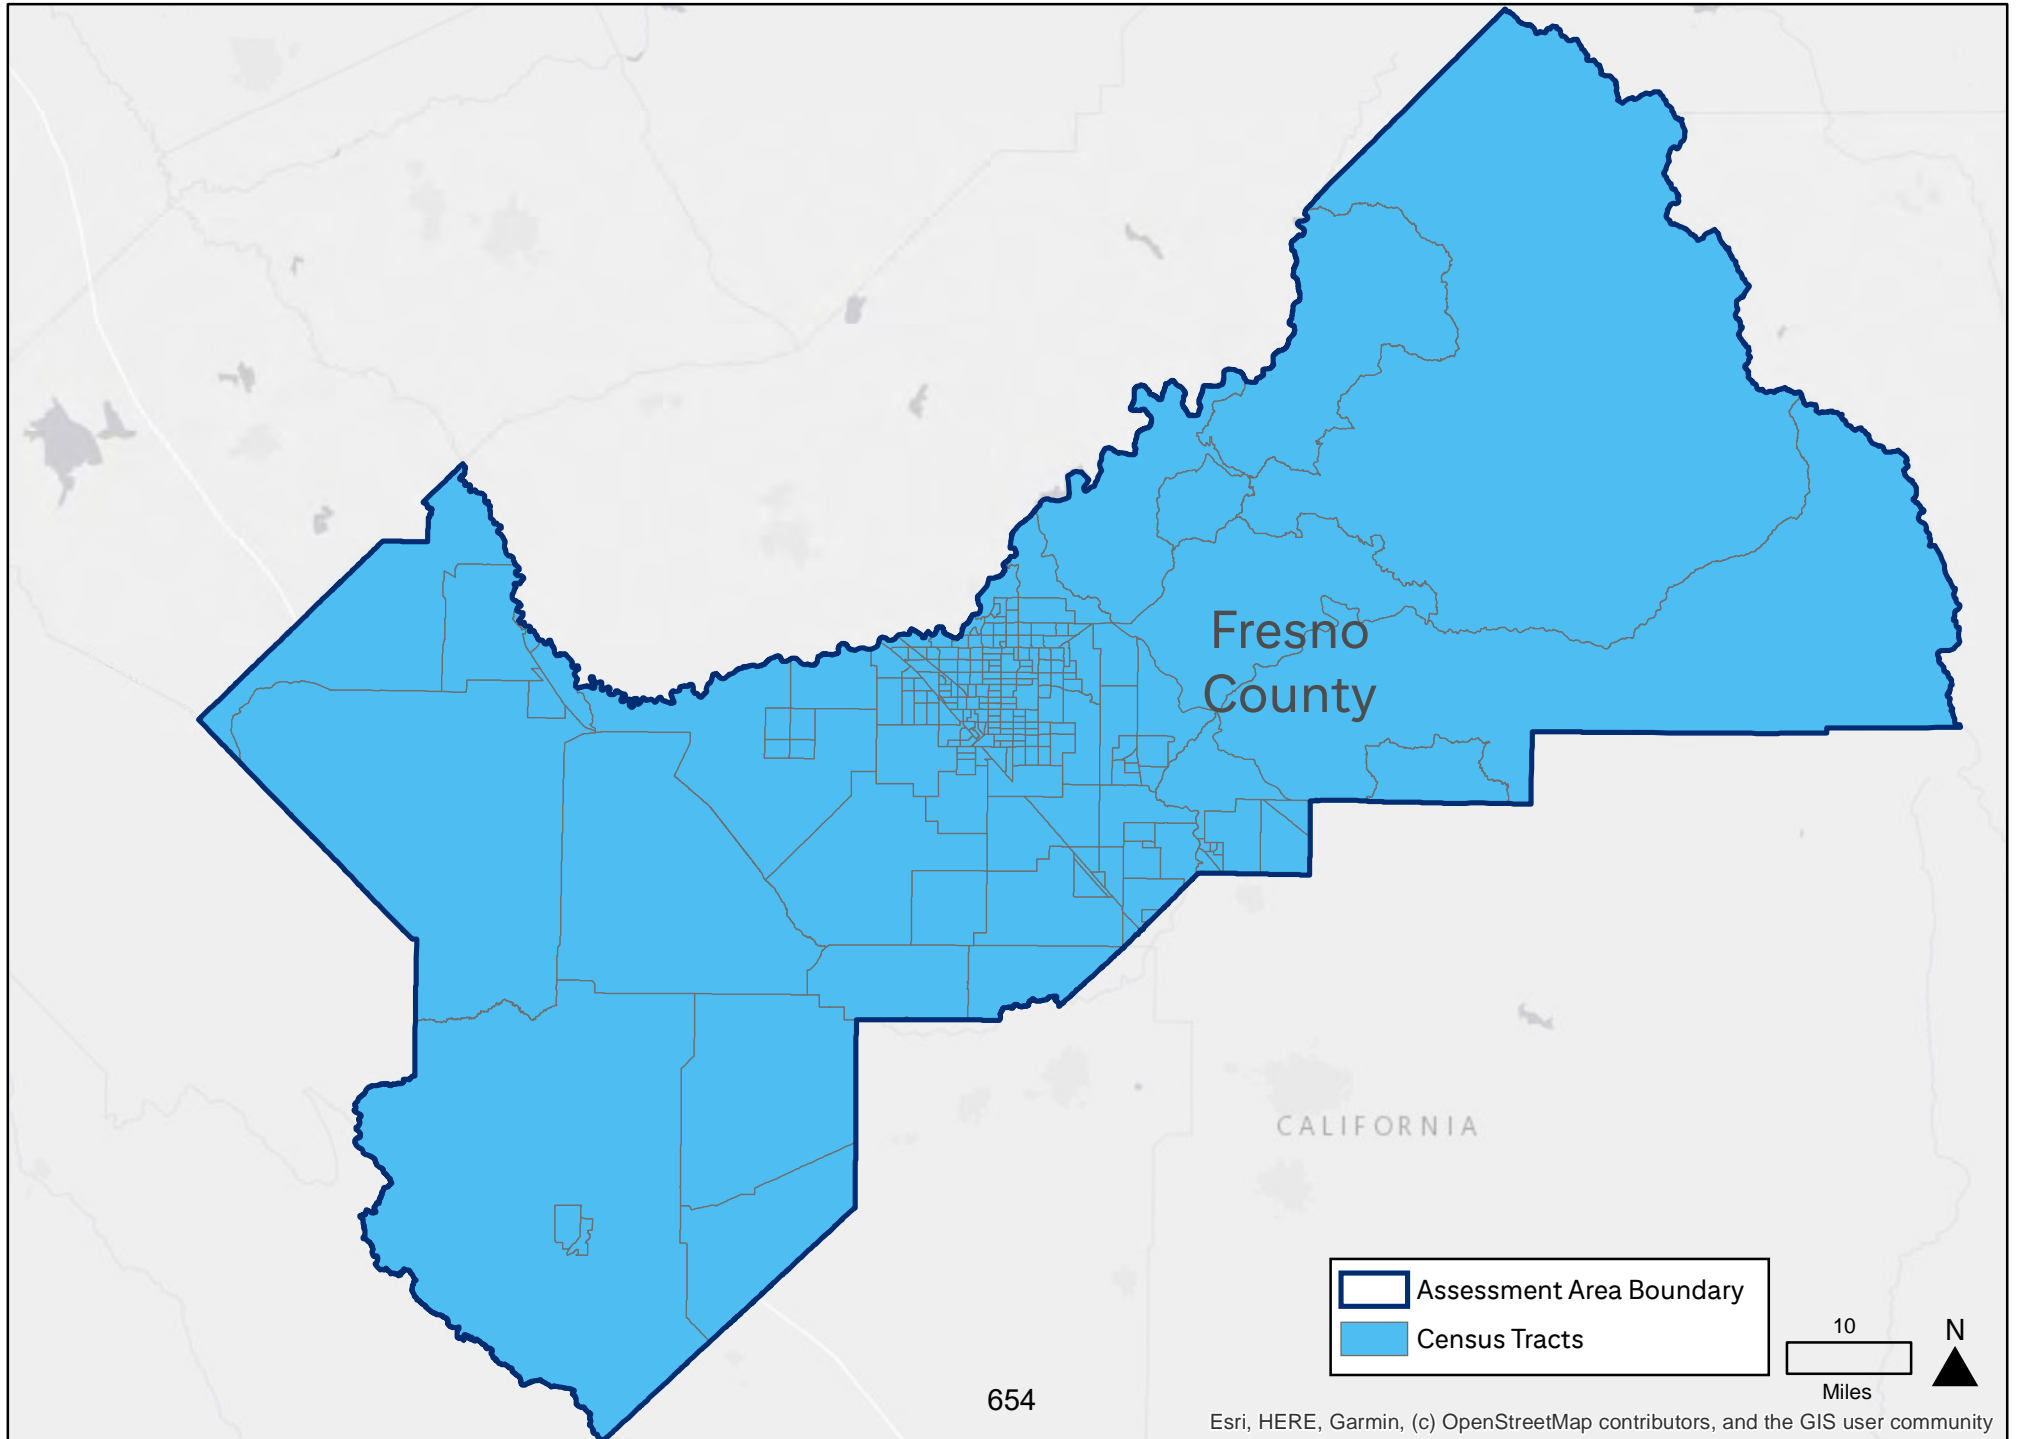 Fresno
County
CALIFORNIA
Assessment Area Boundary
Census Tracts
10
Miles
N
654
Esri, HERE, Garmin, (c) OpenStreetMap contributors, and the GIS user community